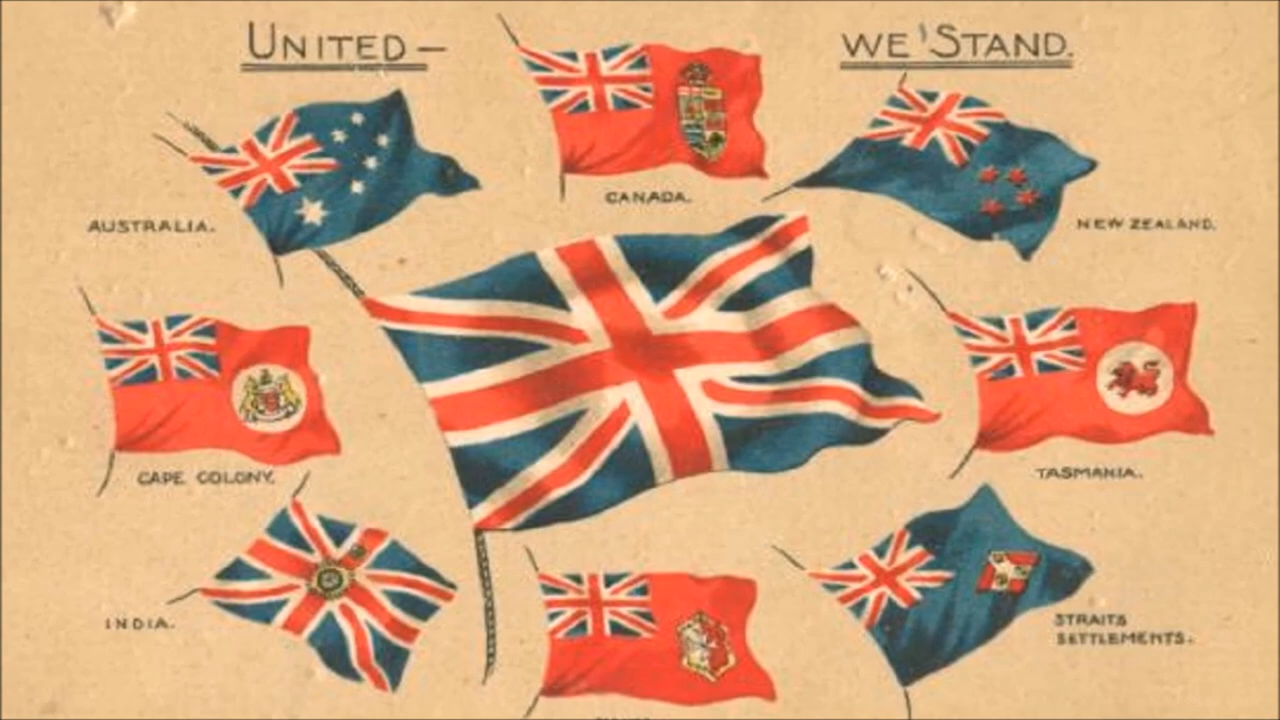 UNITED — WE STAND.
CANADA.
AUSTRALIA.
NEW ZEALAND.
CAPE COLONY.
TASMANIA.
INDIA.
STRAITS
SETTLEMENTS.